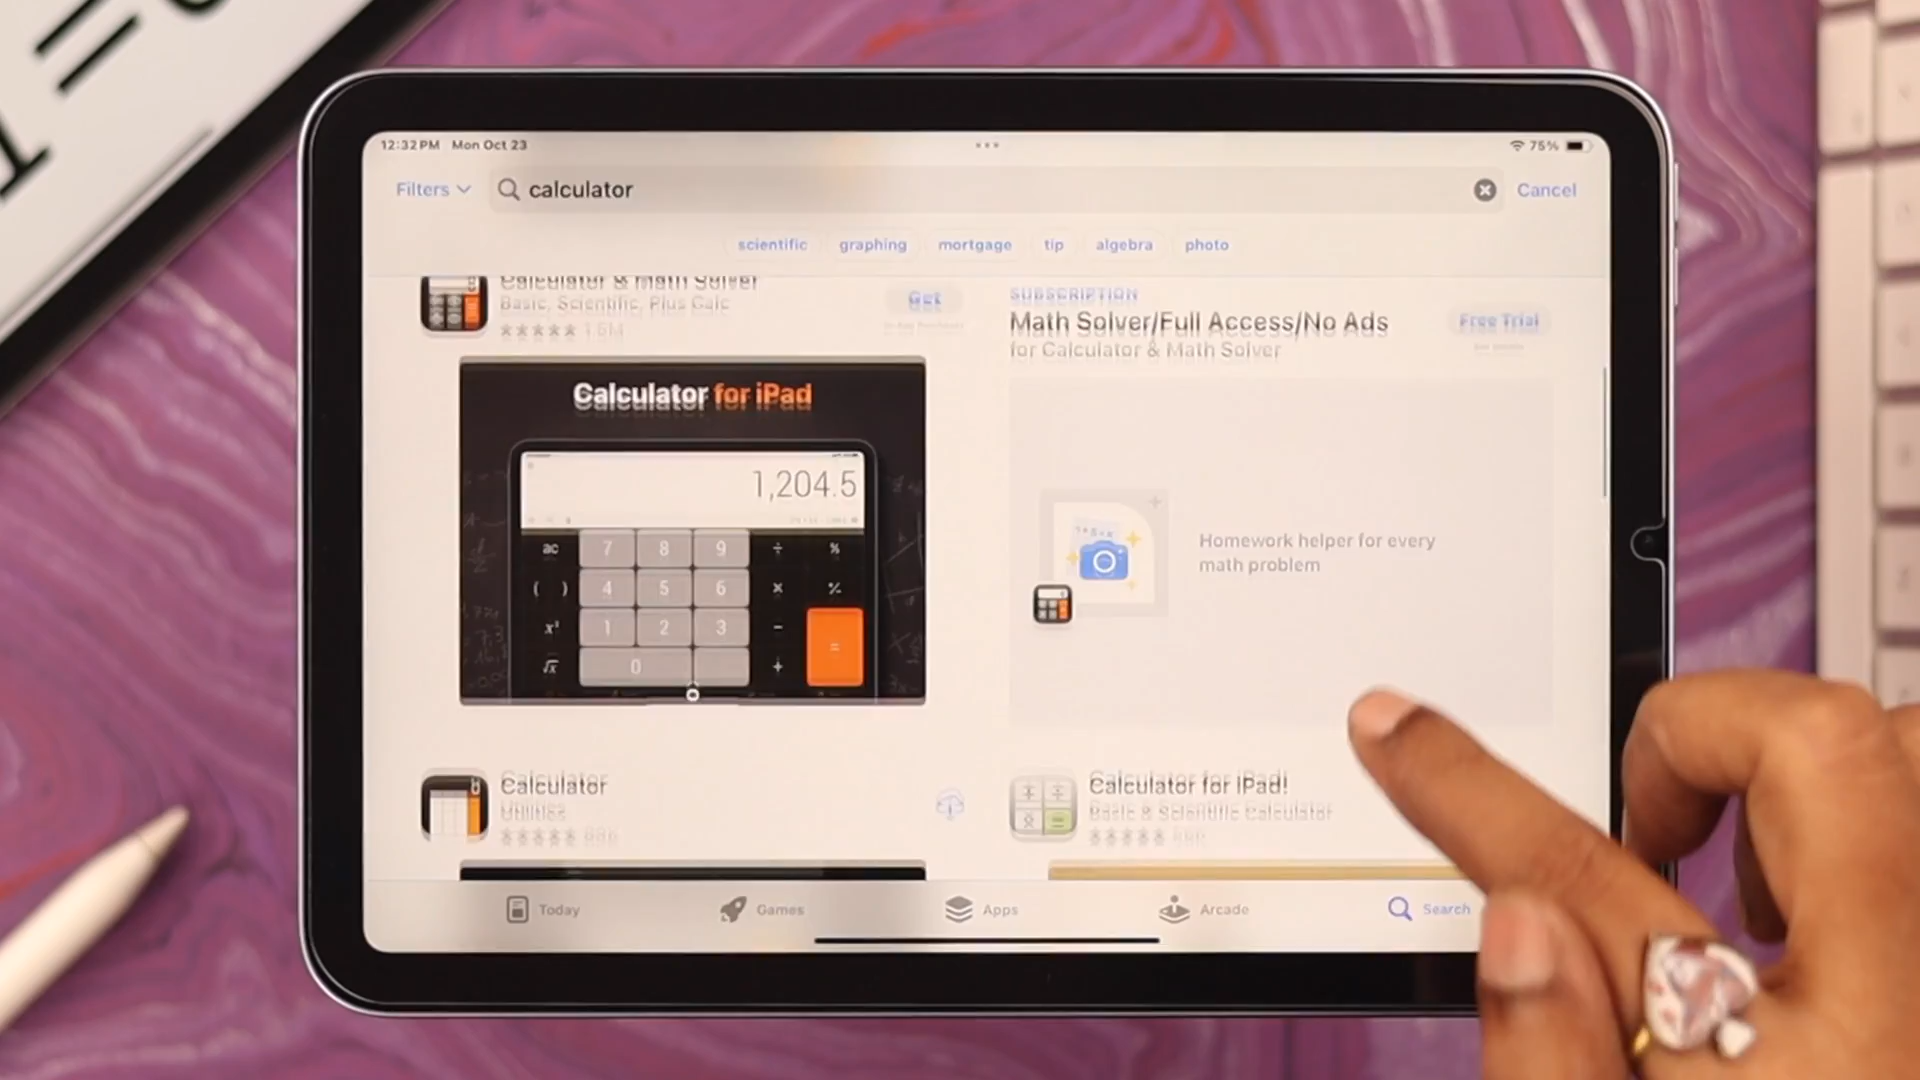 12:32PM Mon Oct 23
75%
Filters
calculator
Cancel
scientific graphing mortgage tip algebra photo
Calculator & Math Solver
Basic, Scientific, Plus Calc
Get
SUBSCRIPTION
Math Solver/Full Access/No Ads
for Calculator & Math Solver
Free Trial
Calculator for iPad
1,204.5
ac 7 8 9 ÷ %
( ) 4 5 6 ×
1 2 3 −
√x 0 + =
Homework helper for every
math problem
Calculator
Utilities
Calculator for iPad!
Basic & Scientific Calculator
Today Games Apps Arcade Search